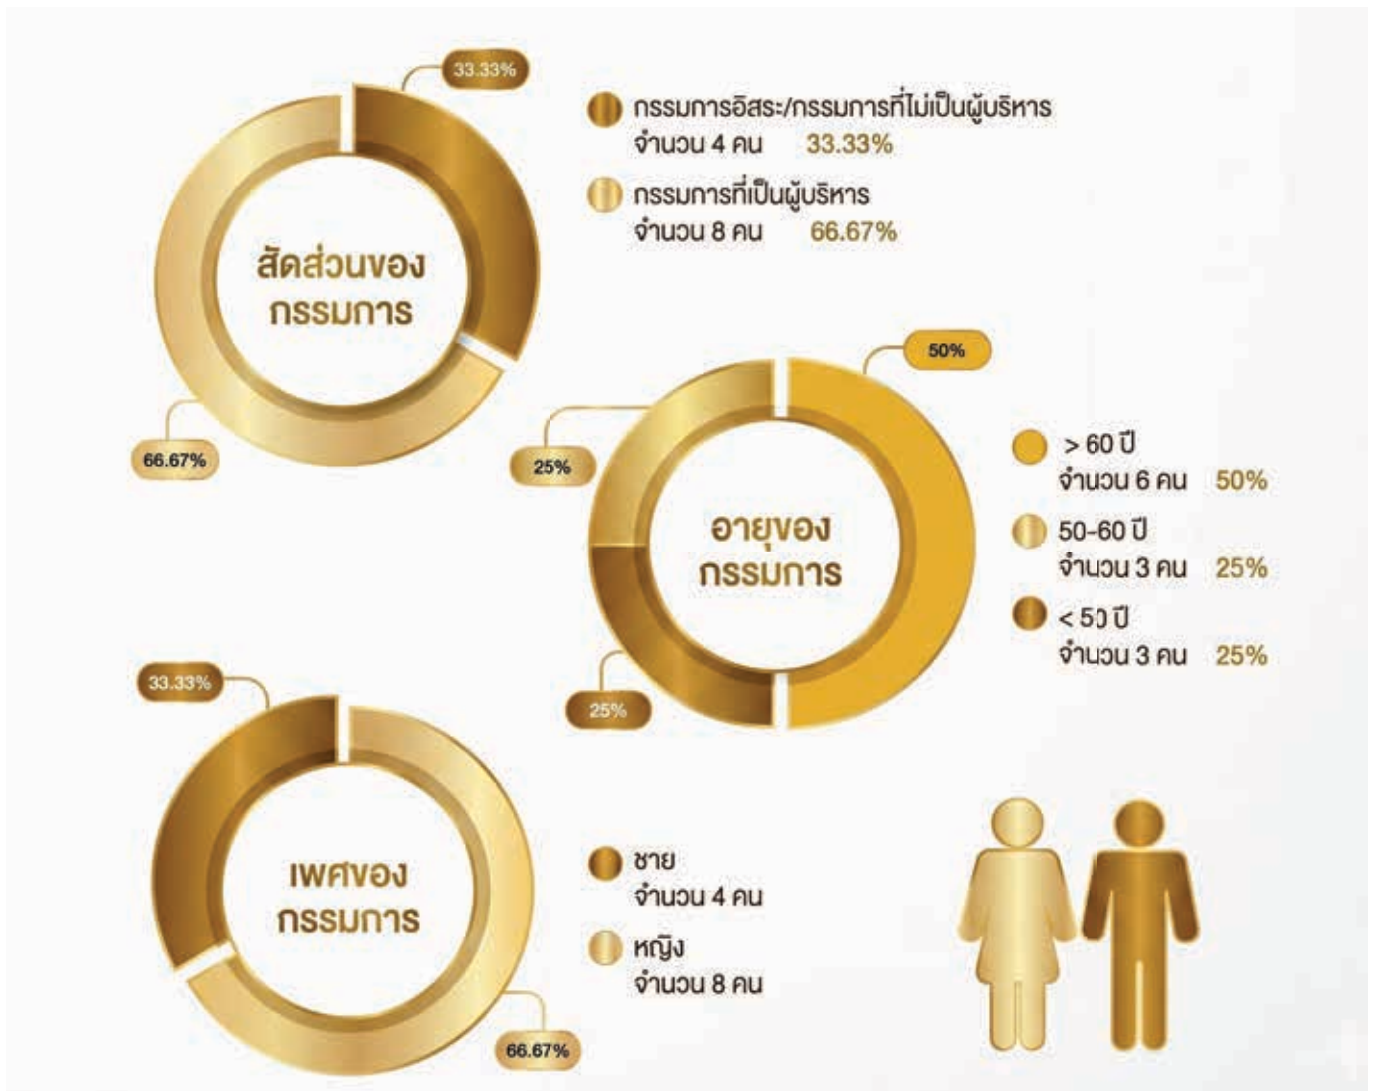 33.33%
กรรมการอิสระ/กรรมการที่ไม่เป็นผู้บริหาร
จำนวน 4 คน 33.33%
กรรมการที่เป็นผู้บริหาร
จำนวน 8 คน 66.67%
สัดส่วนของ
กรรมการ
66.67%
50%
25%
> 60 ปี
จำนวน 6 คน 50%
50-60 ปี
จำนวน 3 คน 25%
< 50 ปี
จำนวน 3 คน 25%
อายุของ
กรรมการ
25%
33.33%
เพศของ
กรรมการ
ชาย
จำนวน 4 คน
หญิง
จำนวน 8 คน
66.67%